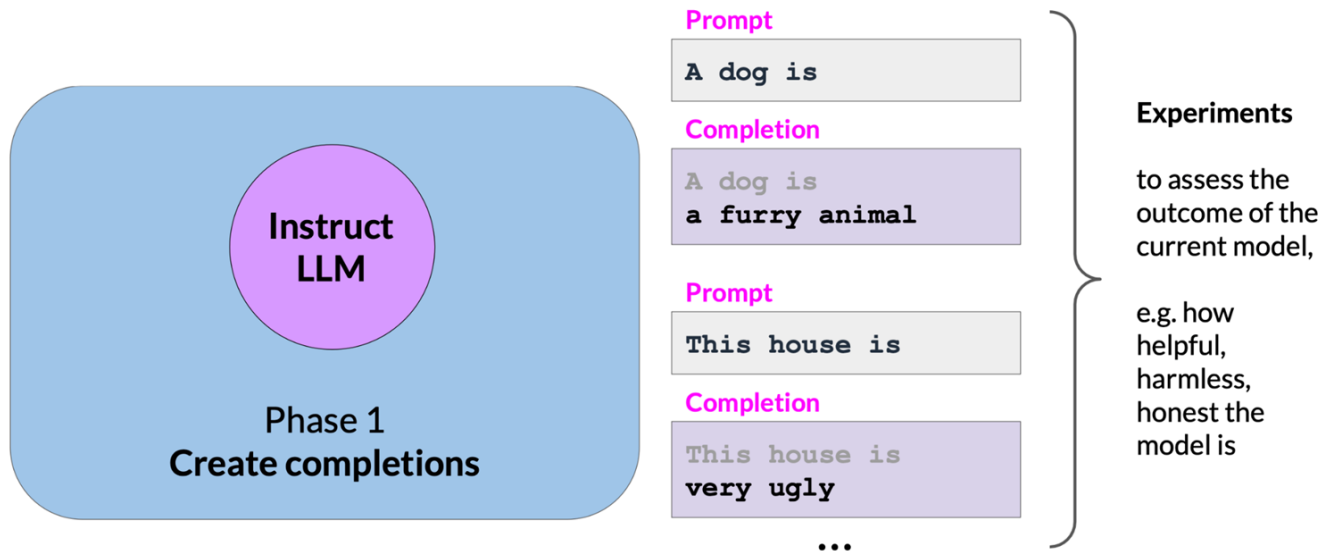 Instruct
LLM
Phase 1
Create completions
Prompt
A dog is
Completion
A dog is
a furry animal
Prompt
This house is
Completion
This house is
very ugly
...
Experiments
to assess the
outcome of the
current model,
e.g. how
helpful,
harmless,
honest the
model is